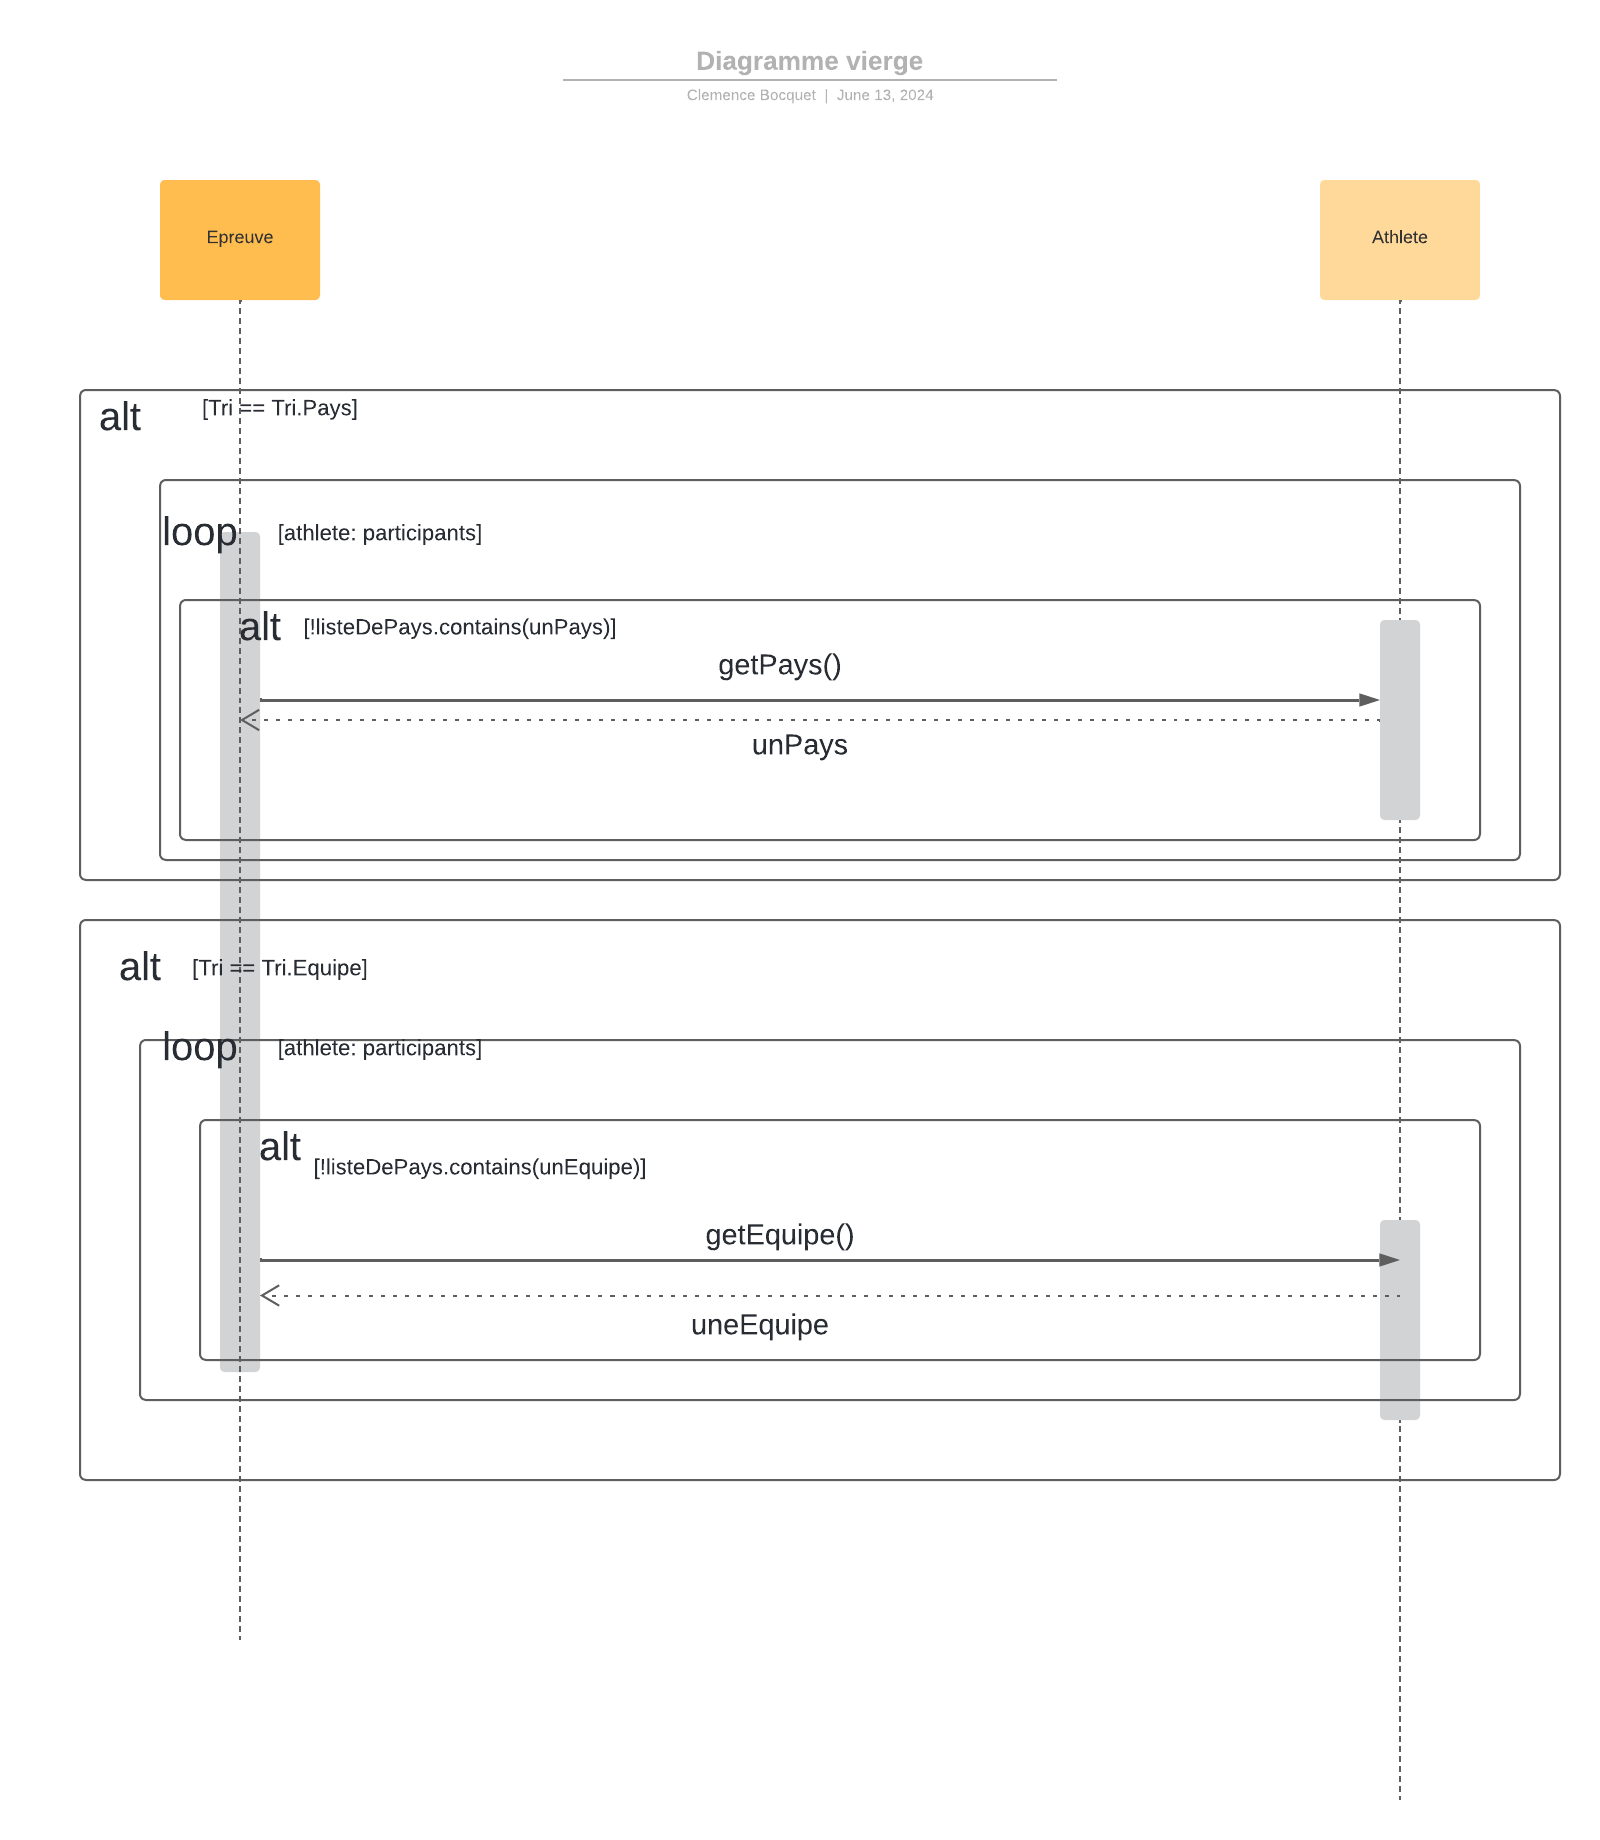 Diagramme vierge
Clemence Bocquet | June 13, 2024
Epreuve
Athlete
alt
[Tri == Tri.Pays]
loop
[athlete: participants]
alt
[!listeDePays.contains(unPays)]
getPays()
unPays
alt
[Tri == Tri.Equipe]
loop
[athlete: participants]
alt
[!listeDePays.contains(unEquipe)]
getEquipe()
uneEquipe